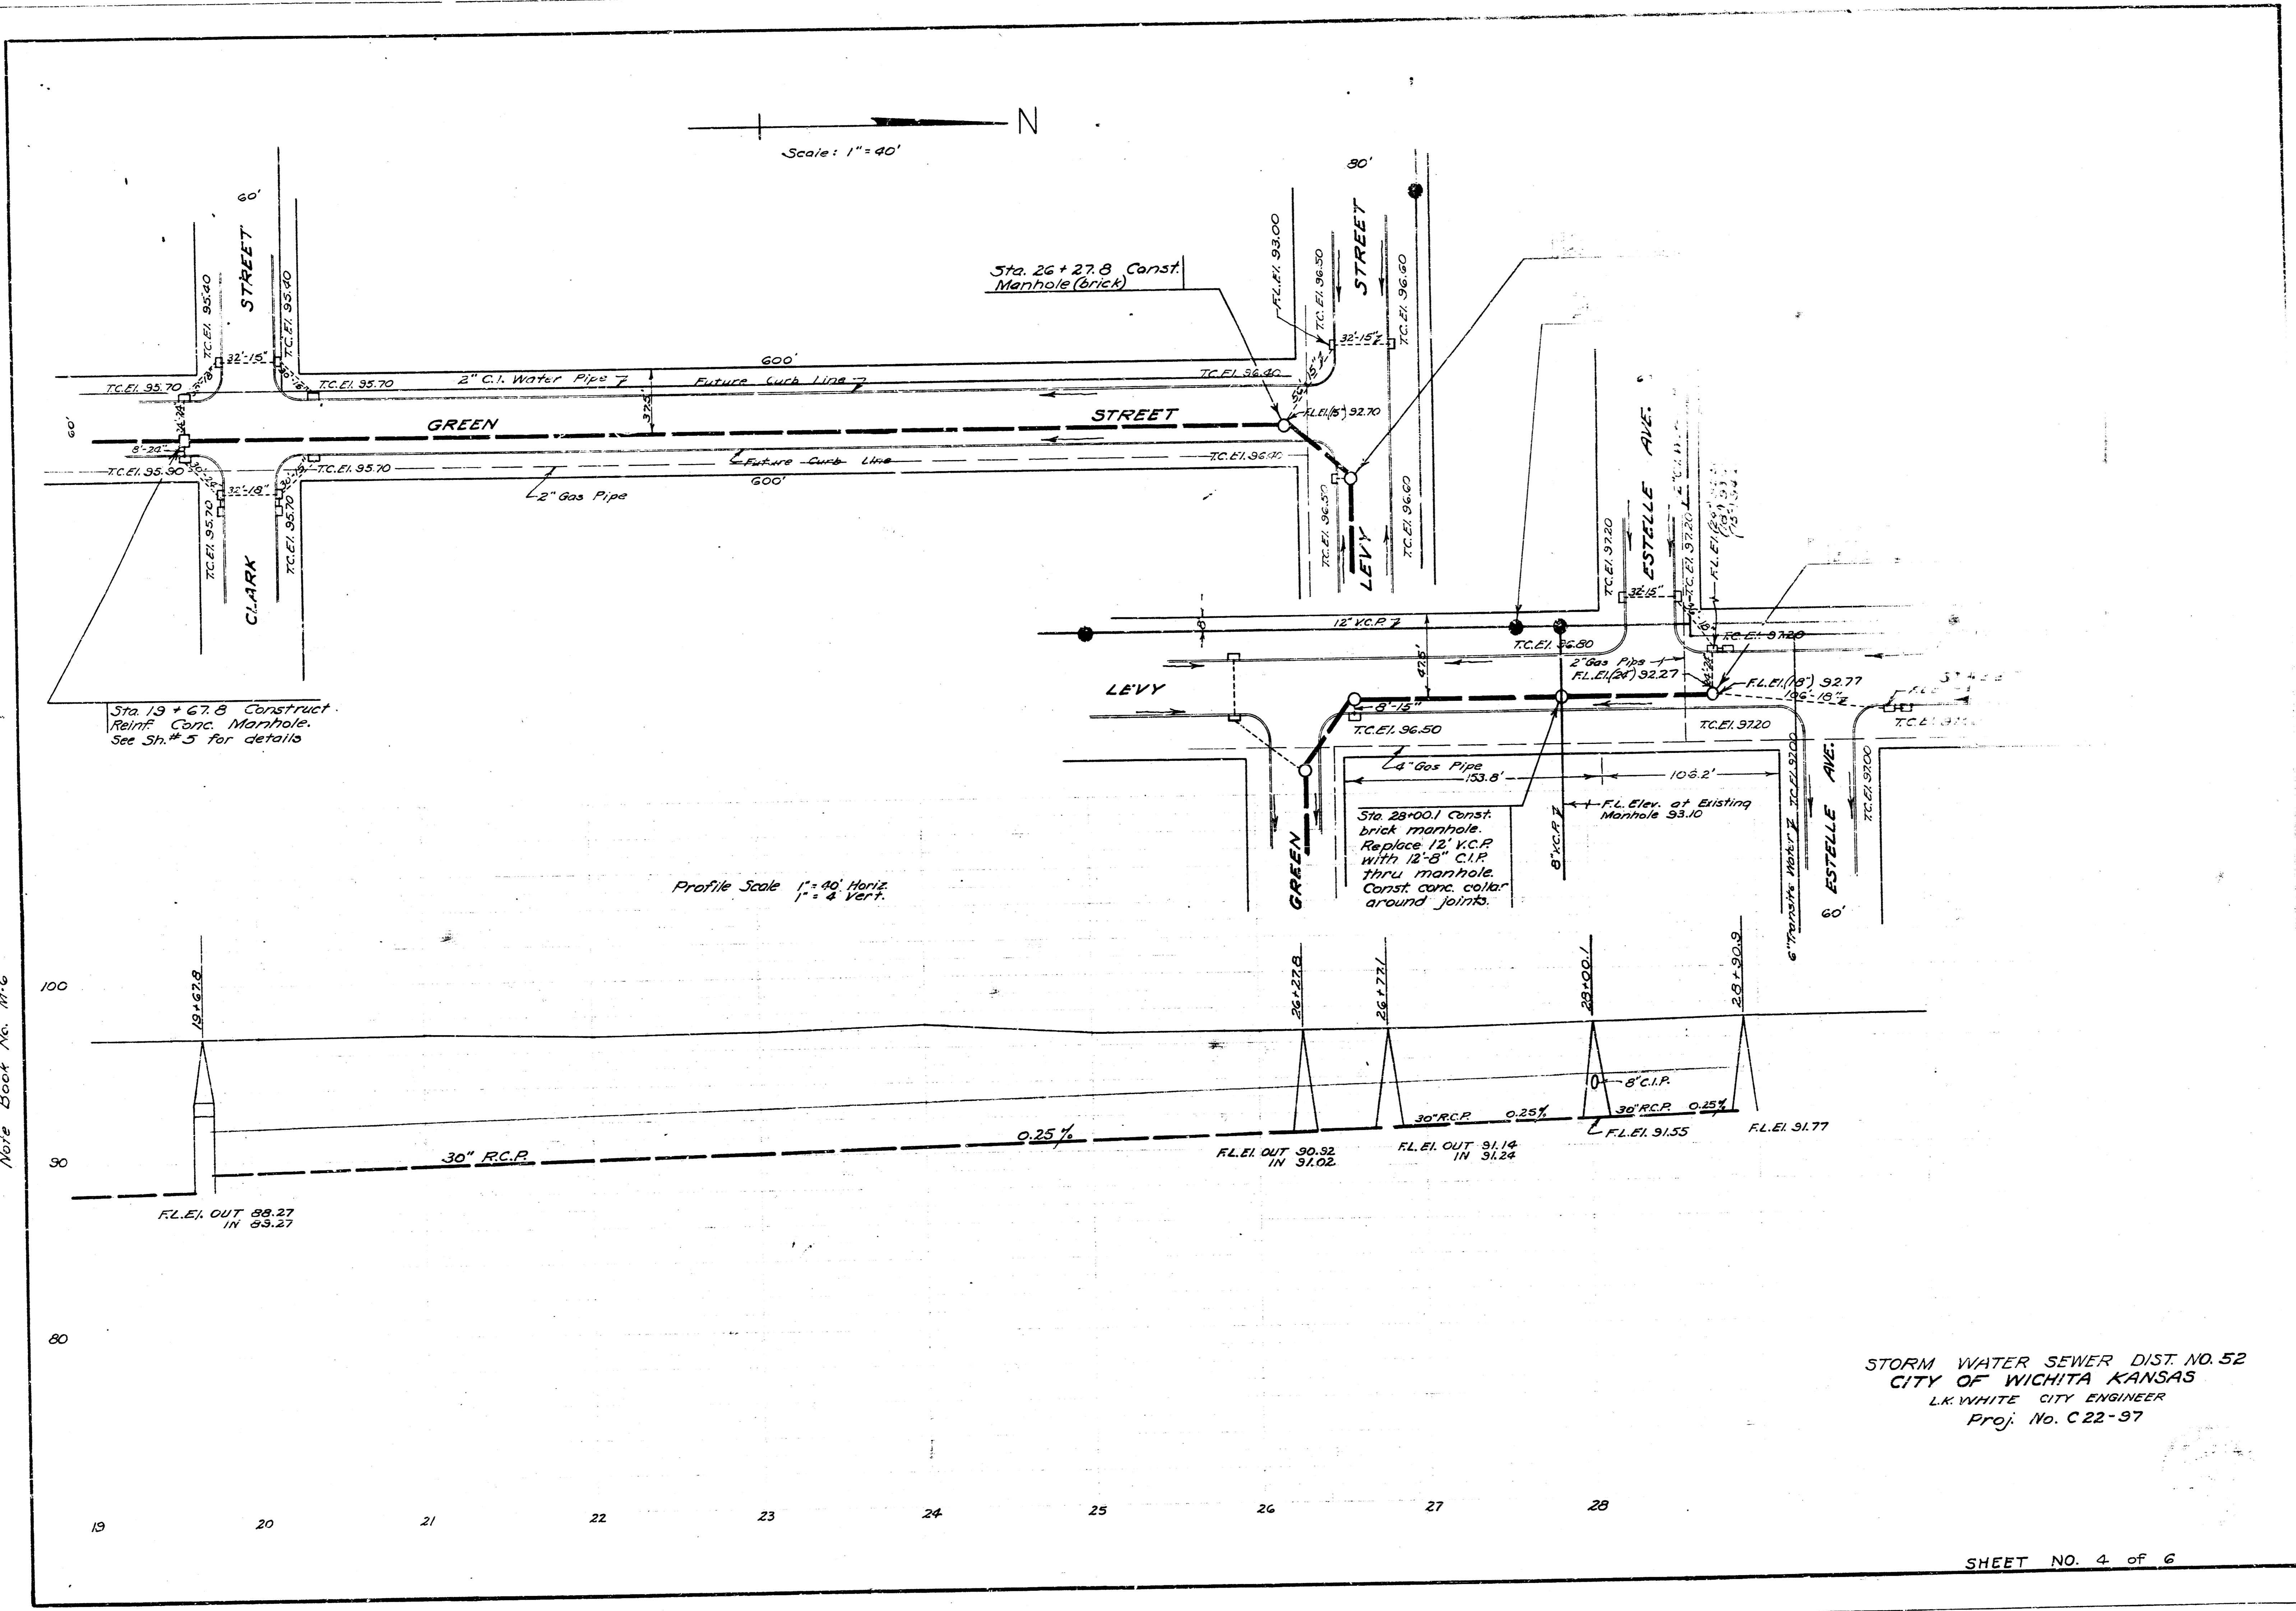 N
Scale: 1" = 40'
60'
STREET
T.C.El. 95.40
T.C.El. 95.40
32'-15"
T.C.El. 95.70
T.C.El. 95.70
2" C.I. Water Pipe
600'
Future Curb Line
37.5'
60'
GREEN
STREET
8'-24"
T.C.El. 95.90
T.C.El. 95.70
32'-18"
T.C.El. 95.70
T.C.El. 95.70
CLARK
Future Curb Line
600'
2" Gas Pipe
Sta. 26 + 27.8 Const.
Manhole (brick)
80'
STREET
F.L.El. 93.00
T.C.El. 96.50
T.C.El. 96.60
32'-15"
T.C.El. 96.40
F.L.El.(15") 92.70
T.C.El. 96.40
T.C.El. 96.50
T.C.El. 96.60
LEVY
Sta. 19 + 67.8 Construct
Reinf. Conc. Manhole.
See Sh. #5 for details
T.C.El. 97.20
ESTELLE AVE.
T.C.El. 97.20
32'-15"
8'
12" V.C.P.
47.5'
T.C.El. 96.80
T.C.El. 97.20
2" Gas Pipe
F.L.El.(24") 92.27
F.L.El.(18") 92.77
106'-18"
LEVY
8'-15"
T.C.El. 96.50
T.C.El. 97.20
4" Gas Pipe
153.8'
106.2'
F.L. Elev. at Existing
Manhole 93.10
8" V.C.P.
Sta. 28+00.1 Const.
brick manhole.
Replace 12' V.C.P.
with 12'-8" C.I.P.
thru manhole.
Const. conc. collar
around joints.
GREEN
6" Transite Water
T.C.El. 97.00
ESTELLE AVE.
T.C.El. 97.00
60'
Profile Scale 1" = 40' Horiz.
1" = 4' Vert.
Note Book No. M-6
100
90
80
19+67.8
26+27.8
26+77.1
28+00.1
28+90.9
30" R.C.P.
0.25%
30" R.C.P. 0.25%
8" C.I.P.
30" R.C.P. 0.25%
F.L.El. OUT 88.27
IN 89.27
F.L.El. OUT 90.92
IN 91.02
F.L.El. OUT 91.14
IN 91.24
F.L.El. 91.55
F.L.El. 91.77
19 20 21 22 23 24 25 26 27 28
STORM WATER SEWER DIST. NO. 52
CITY OF WICHITA KANSAS
L.K. WHITE CITY ENGINEER
Proj. No. C 22-97
SHEET NO. 4 of 6